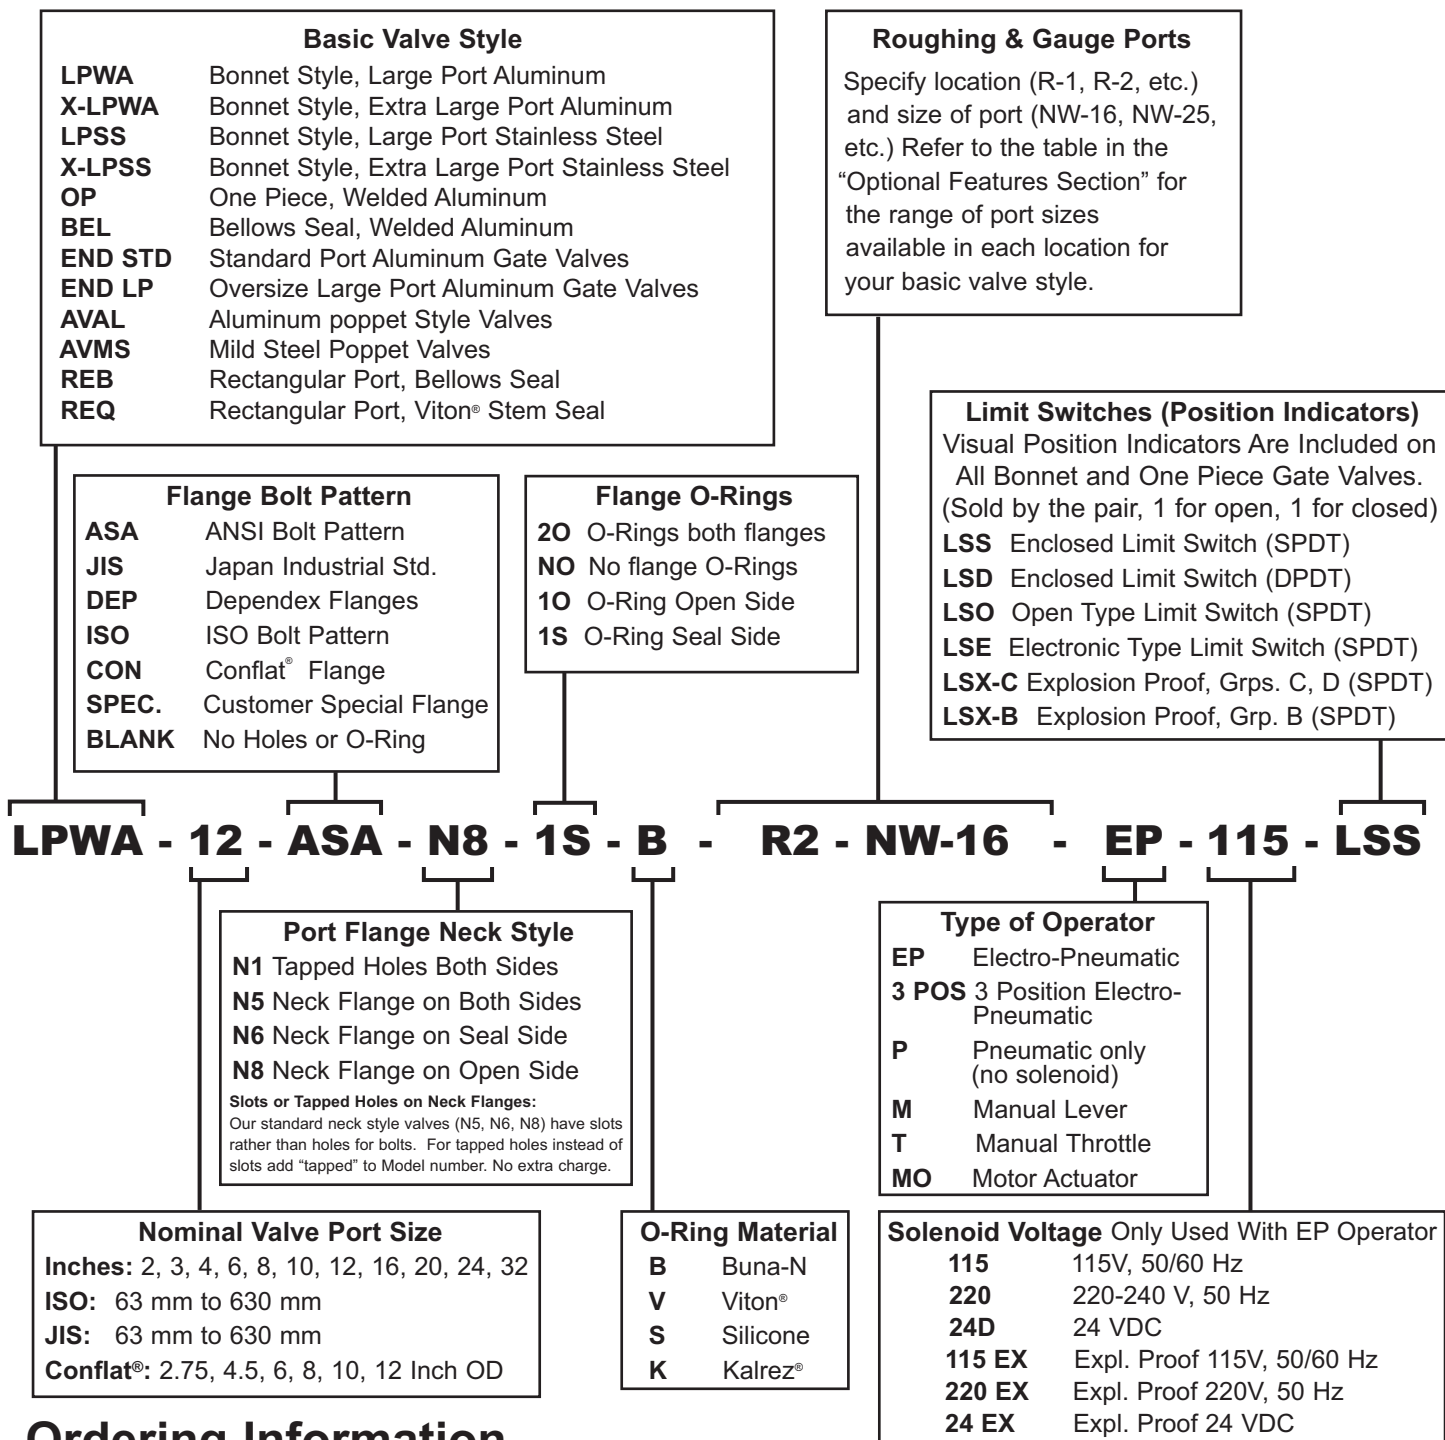 Basic Valve Style
LPWA Bonnet Style, Large Port Aluminum
X-LPWA Bonnet Style, Extra Large Port Aluminum
LPSS Bonnet Style, Large Port Stainless Steel
X-LPSS Bonnet Style, Extra Large Port Stainless Steel
OP One Piece, Welded Aluminum
BEL Bellows Seal, Welded Aluminum
END STD Standard Port Aluminum Gate Valves
END LP Oversize Large Port Aluminum Gate Valves
AVAL Aluminum poppet Style Valves
AVMS Mild Steel Poppet Valves
REB Rectangular Port, Bellows Seal
REQ Rectangular Port, Viton® Stem Seal
Roughing & Gauge Ports
Specify location (R-1, R-2, etc.)
and size of port (NW-16, NW-25,
etc.) Refer to the table in the
“Optional Features Section” for
the range of port sizes
available in each location for
your basic valve style.
Flange Bolt Pattern
ASA ANSI Bolt Pattern
JIS Japan Industrial Std.
DEP Dependex Flanges
ISO ISO Bolt Pattern
CON Conflat® Flange
SPEC. Customer Special Flange
BLANK No Holes or O-Ring
Flange O-Rings
2O O-Rings both flanges
NO No flange O-Rings
1O O-Ring Open Side
1S O-Ring Seal Side
Limit Switches (Position Indicators)
Visual Position Indicators Are Included on
All Bonnet and One Piece Gate Valves.
(Sold by the pair, 1 for open, 1 for closed)
LSS Enclosed Limit Switch (SPDT)
LSD Enclosed Limit Switch (DPDT)
LSO Open Type Limit Switch (SPDT)
LSE Electronic Type Limit Switch (SPDT)
LSX-C Explosion Proof, Grps. C, D (SPDT)
LSX-B Explosion Proof, Grp. B (SPDT)
LPWA - 12 - ASA - N8 - 1S - B - R2 - NW-16 - EP - 115 - LSS
Port Flange Neck Style
N1 Tapped Holes Both Sides
N5 Neck Flange on Both Sides
N6 Neck Flange on Seal Side
N8 Neck Flange on Open Side
Slots or Tapped Holes on Neck Flanges:
Our standard neck style valves (N5, N6, N8) have slots
rather than holes for bolts. For tapped holes instead of
slots add “tapped” to Model number. No extra charge.
Type of Operator
EP Electro-Pneumatic
3 POS 3 Position Electro-
Pneumatic
P Pneumatic only
(no solenoid)
M Manual Lever
T Manual Throttle
MO Motor Actuator
Nominal Valve Port Size
Inches: 2, 3, 4, 6, 8, 10, 12, 16, 20, 24, 32
ISO: 63 mm to 630 mm
JIS: 63 mm to 630 mm
Conflat®: 2.75, 4.5, 6, 8, 10, 12 Inch OD
O-Ring Material
B Buna-N
V Viton®
S Silicone
K Kalrez®
Solenoid Voltage Only Used With EP Operator
115 115V, 50/60 Hz
220 220-240 V, 50 Hz
24D 24 VDC
115 EX Expl. Proof 115V, 50/60 Hz
220 EX Expl. Proof 220V, 50 Hz
24 EX Expl. Proof 24 VDC
Ordering Information